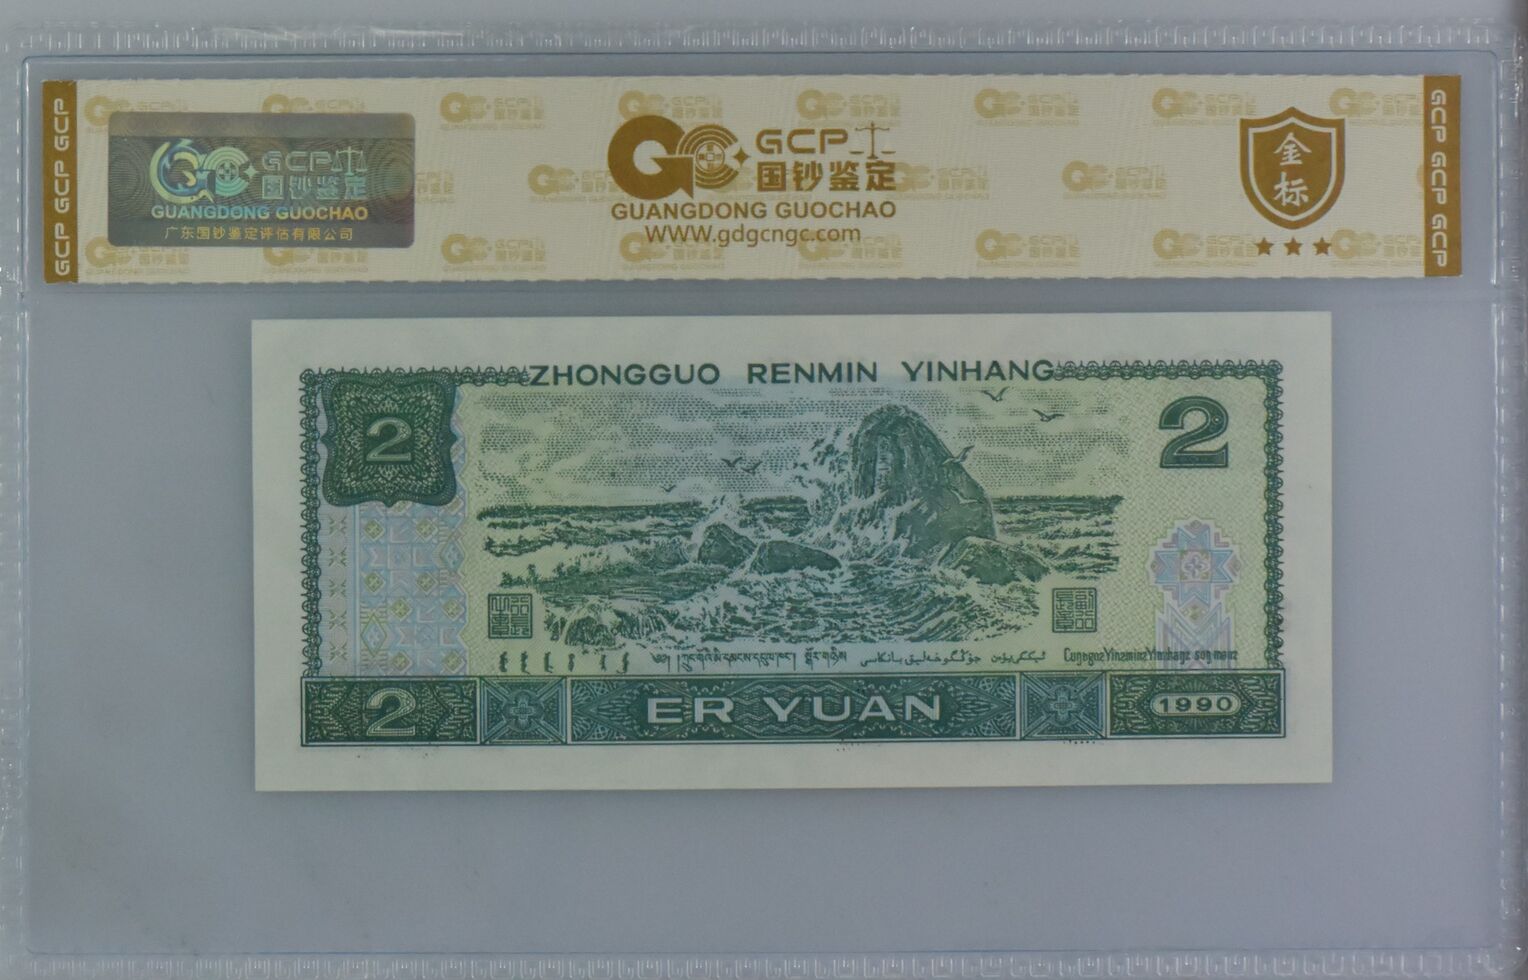 GCP GCP GCP
GCP
国钞鉴定
GUANGDONG GUOCHAO
广东国钞鉴定评估有限公司
GCP
国钞鉴定
GUANGDONG GUOCHAO
www.gdgcngc.com
金
标
GCP GCP GCP
ZHONGGUO RENMIN YINHANG
2
2
2
ER YUAN
1990